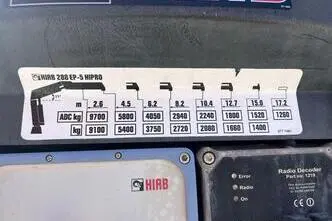 HIAB 288 EP-5 HIPRO
m 2.6 4.5 6.2 8.2 10.4 12.7 15.0 17.2
ADC kg 9700 5800 4050 2840 2240 1800 1520 1260
kg 9100 5400 3750 2720 2080 1660 1400
HIAB
Radio Decoder
Error
Radio
On